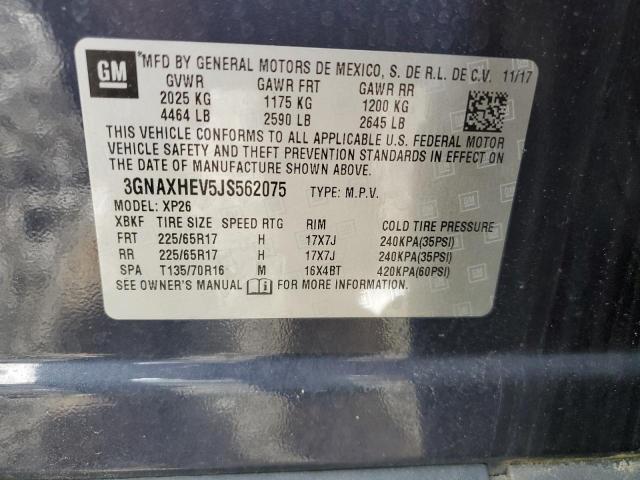 GM
*MFD BY GENERAL MOTORS DE MEXICO, S. DE R.L. DE C.V. 11/17
GVWR GAWR FRT GAWR RR
2025 KG 1175 KG 1200 KG
4464 LB 2590 LB 2645 LB
THIS VEHICLE CONFORMS TO ALL APPLICABLE U.S. FEDERAL MOTOR
VEHICLE SAFETY AND THEFT PREVENTION STANDARDS IN EFFECT ON
THE DATE OF MANUFACTURE SHOWN ABOVE.
3GNAXHEV5JS562075 TYPE: M.P.V.
MODEL: XP26
XBKF TIRE SIZE SPEED RTG RIM COLD TIRE PRESSURE
FRT 225/65R17 H 17X7J 240KPA(35PSI)
RR 225/65R17 H 17X7J 240KPA(35PSI)
SPA T135/70R16 M 16X4BT 420KPA(60PSI)
SEE OWNER'S MANUAL FOR MORE INFORMATION.